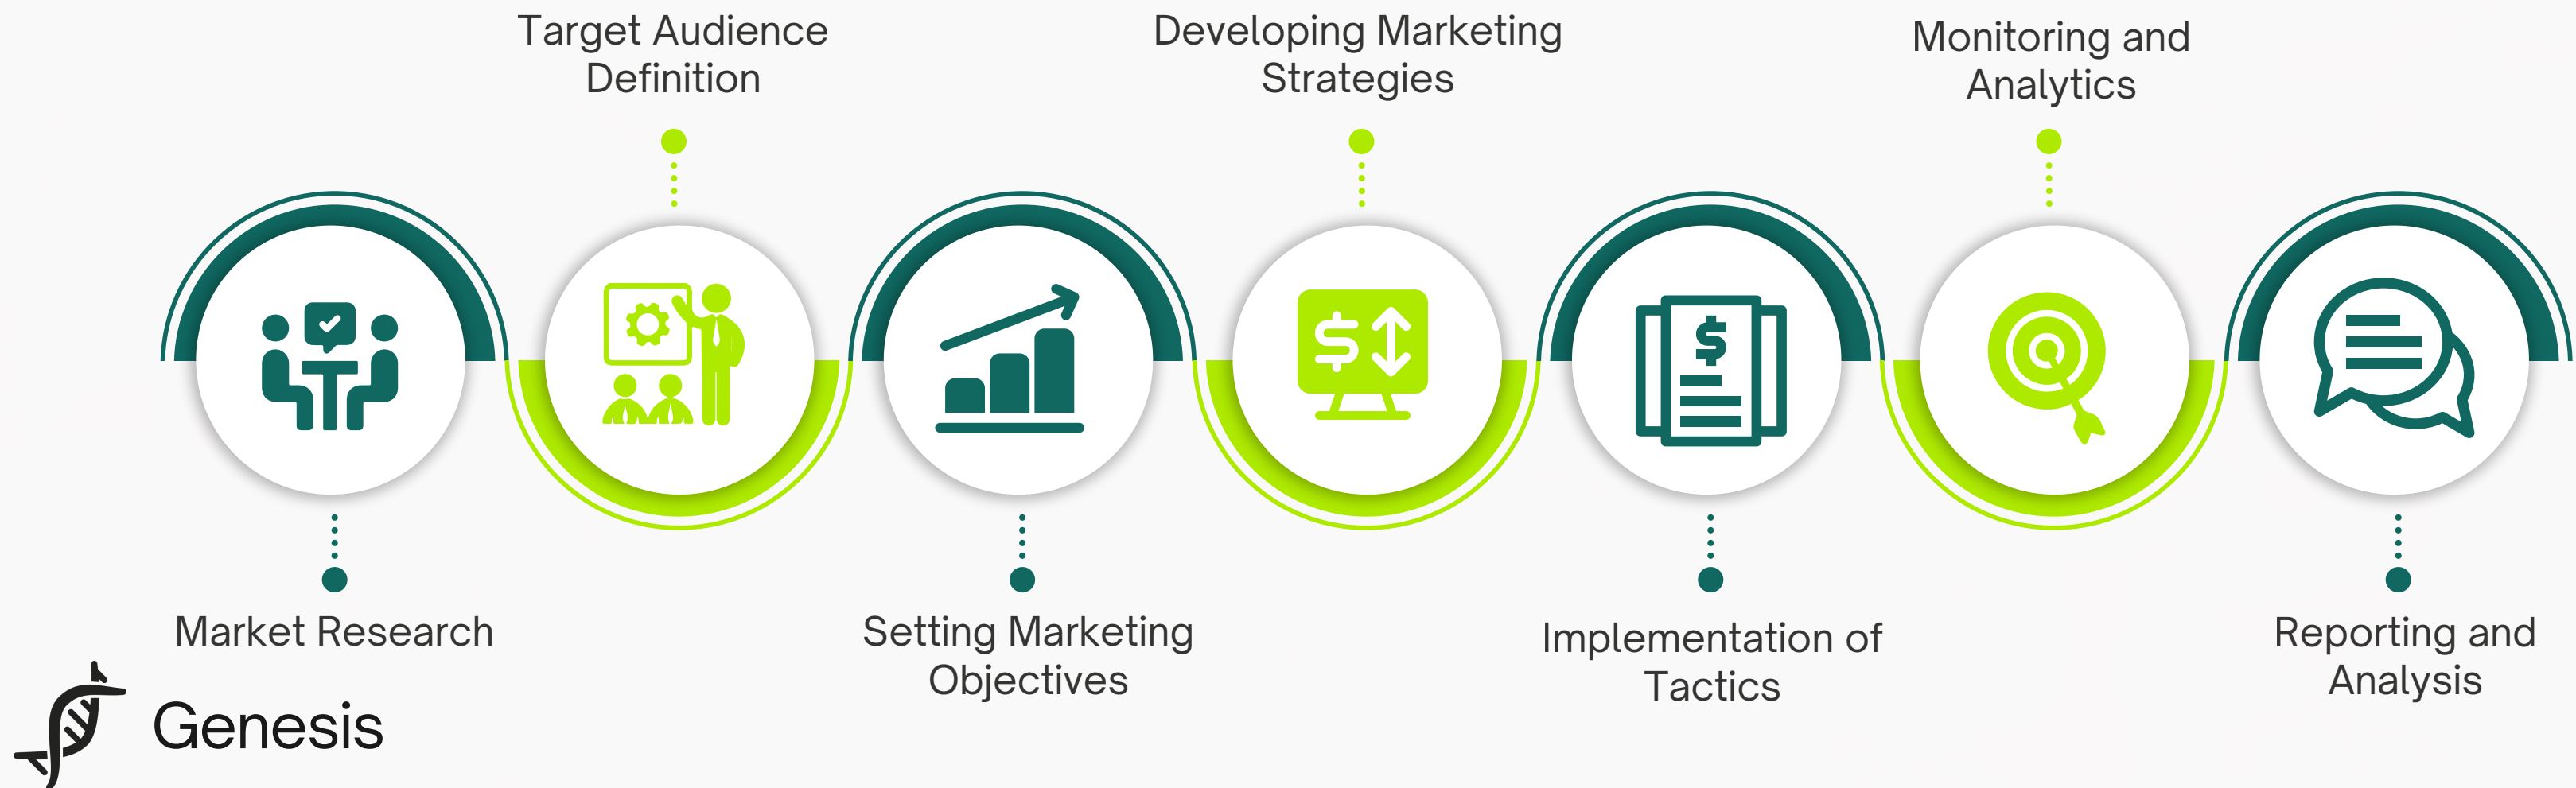 Market Research
Target Audience
Definition
Setting Marketing
Objectives
Developing Marketing
Strategies
$
Implementation of
Tactics
$
Monitoring and
Analytics
Reporting and
Analysis
Genesis